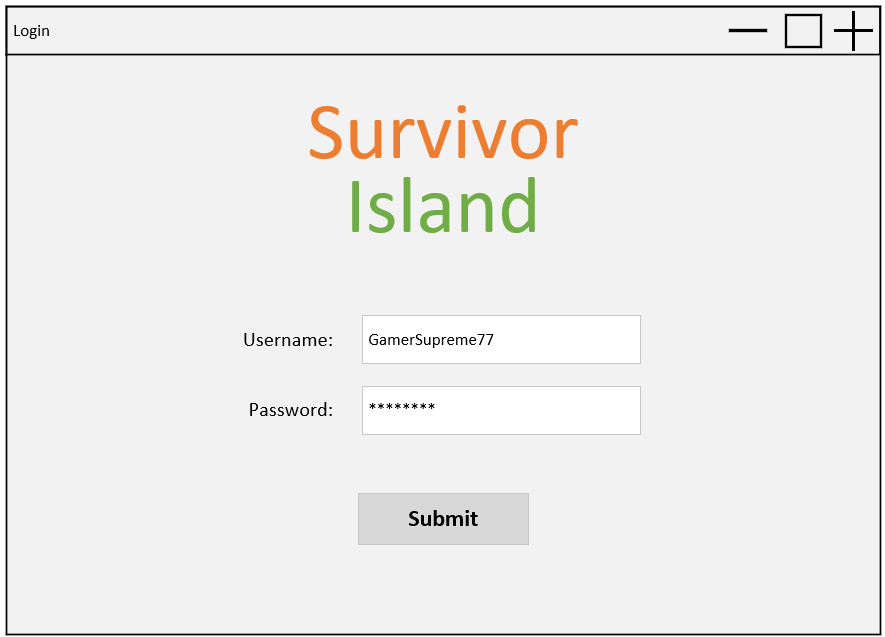 Login
Survivor
Island
Username: GamerSupreme77
Password: ********
Submit